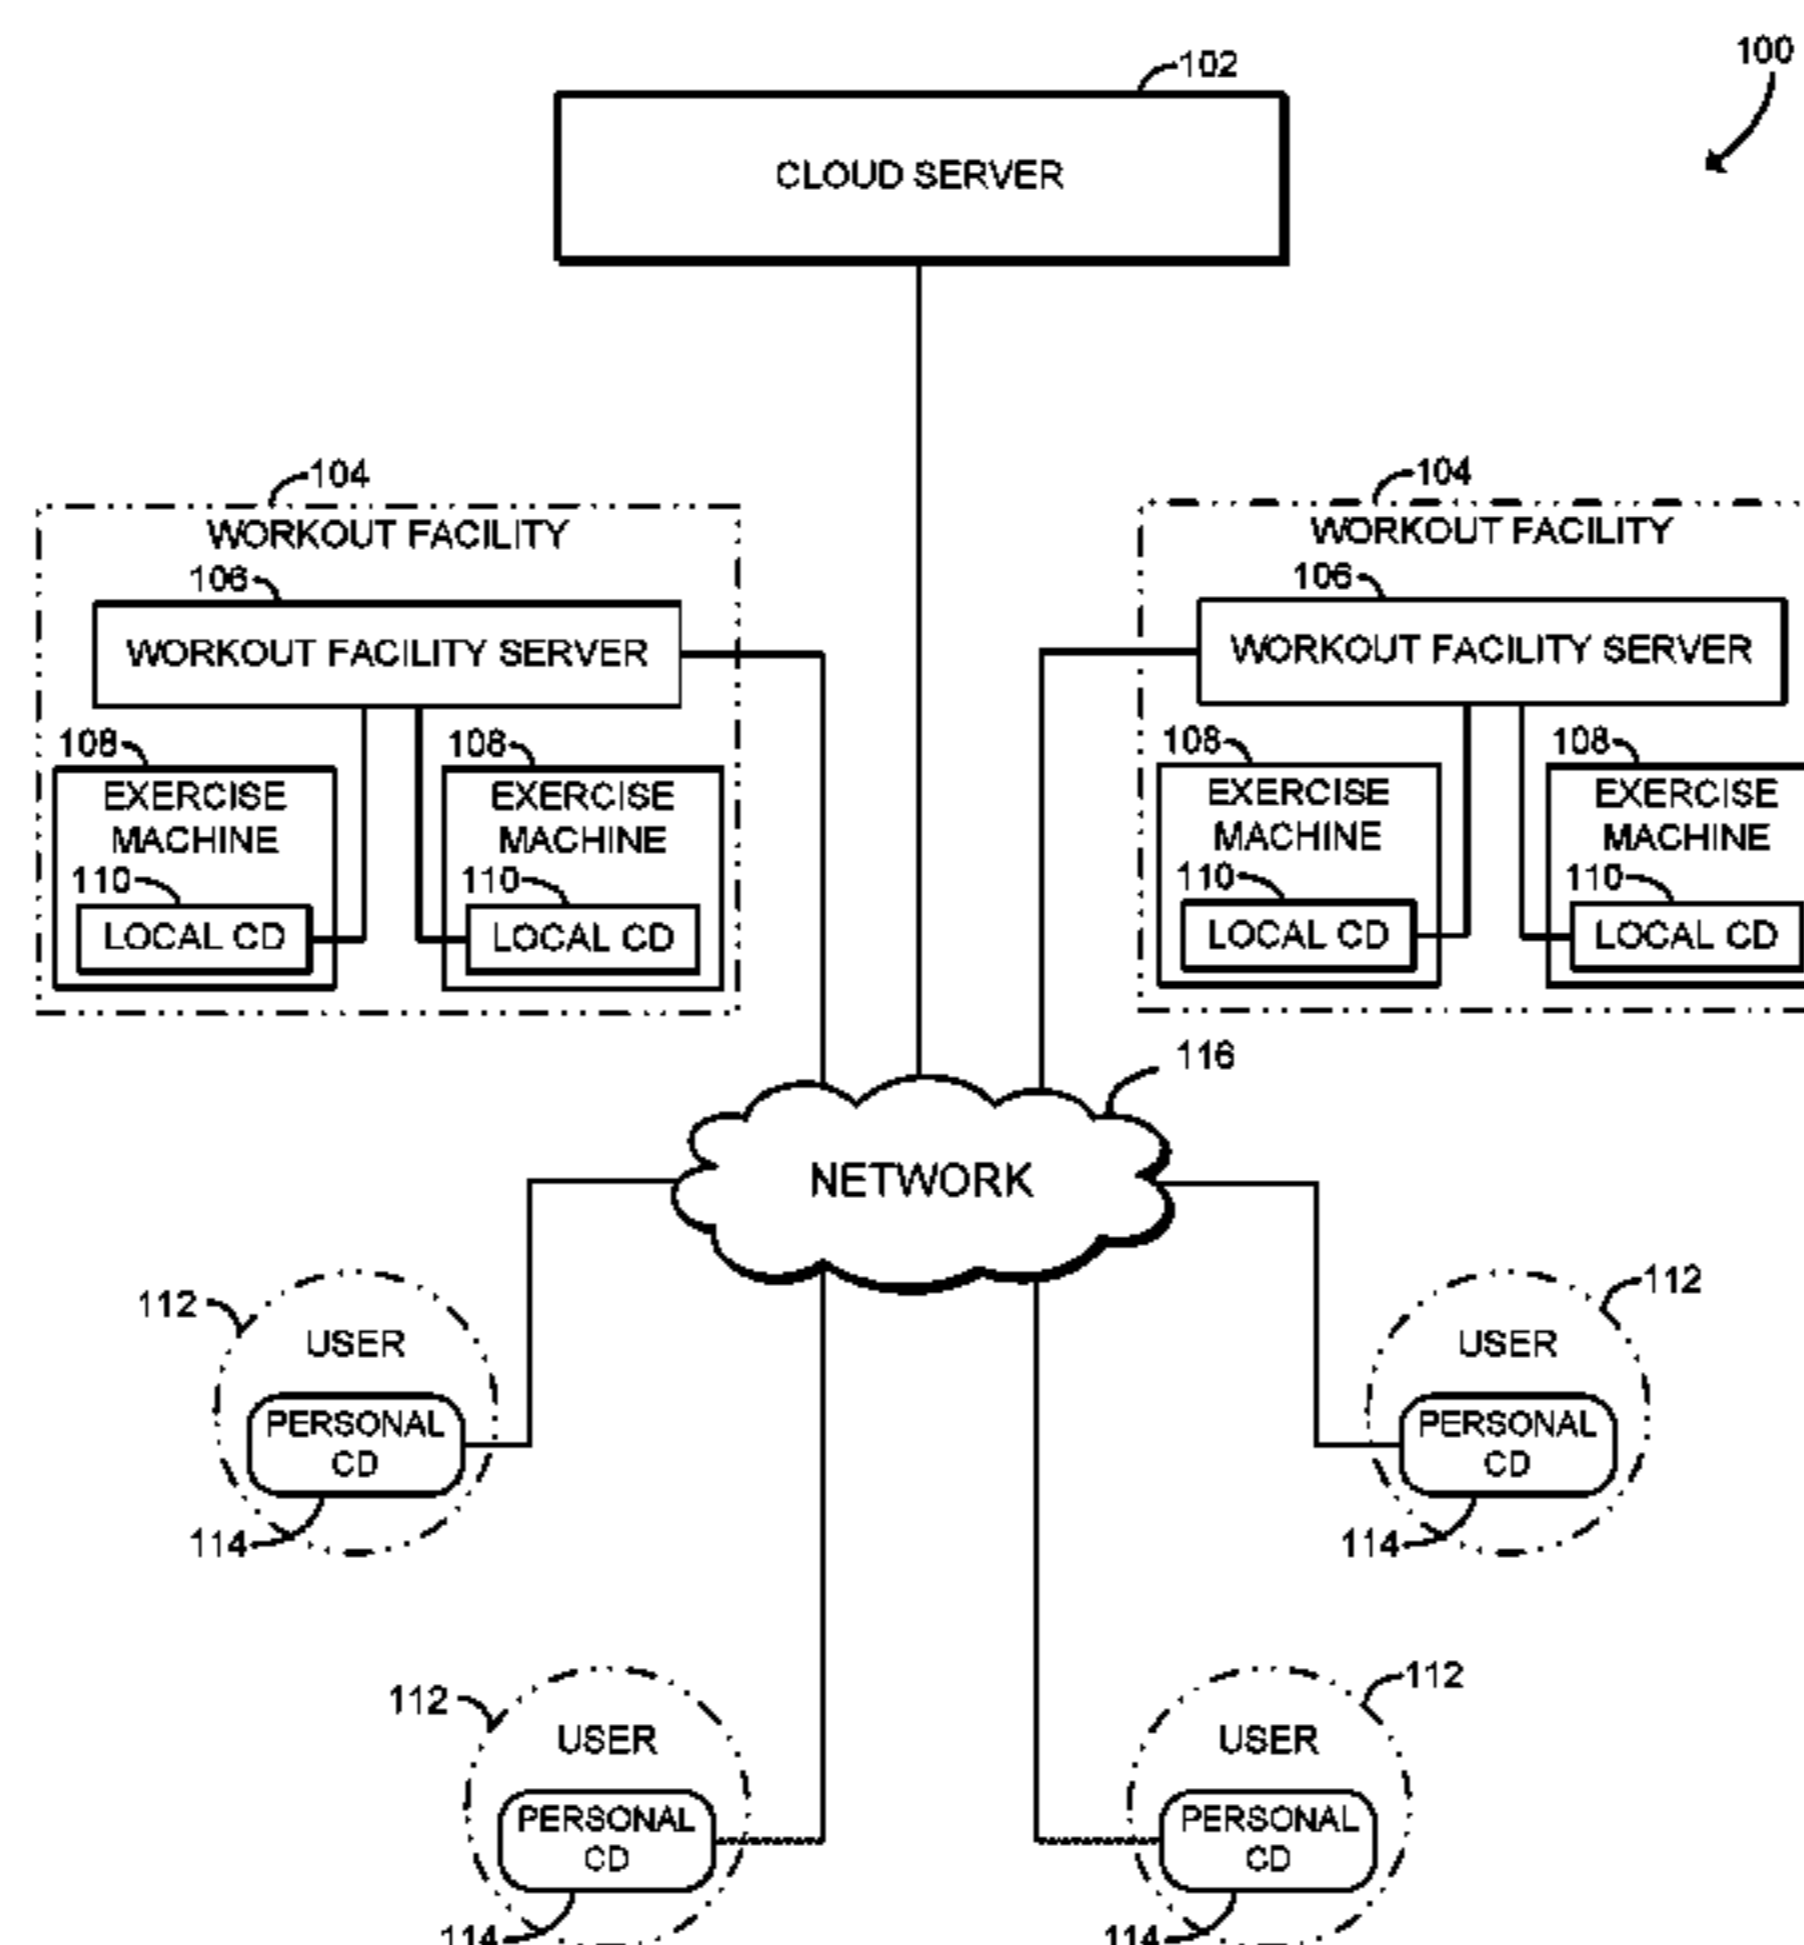 102
100
CLOUD SERVER
104
WORKOUT FACILITY
106
WORKOUT FACILITY SERVER
108
EXERCISE
MACHINE
110
LOCAL CD
108
EXERCISE
MACHINE
110
LOCAL CD
104
WORKOUT FACILITY
106
WORKOUT FACILITY SERVER
108
EXERCISE
MACHINE
110
LOCAL CD
108
EXERCISE
MACHINE
110
LOCAL CD
116
NETWORK
112
USER
PERSONAL
CD
114
112
USER
PERSONAL
CD
114
112
USER
PERSONAL
CD
114
112
USER
PERSONAL
CD
114